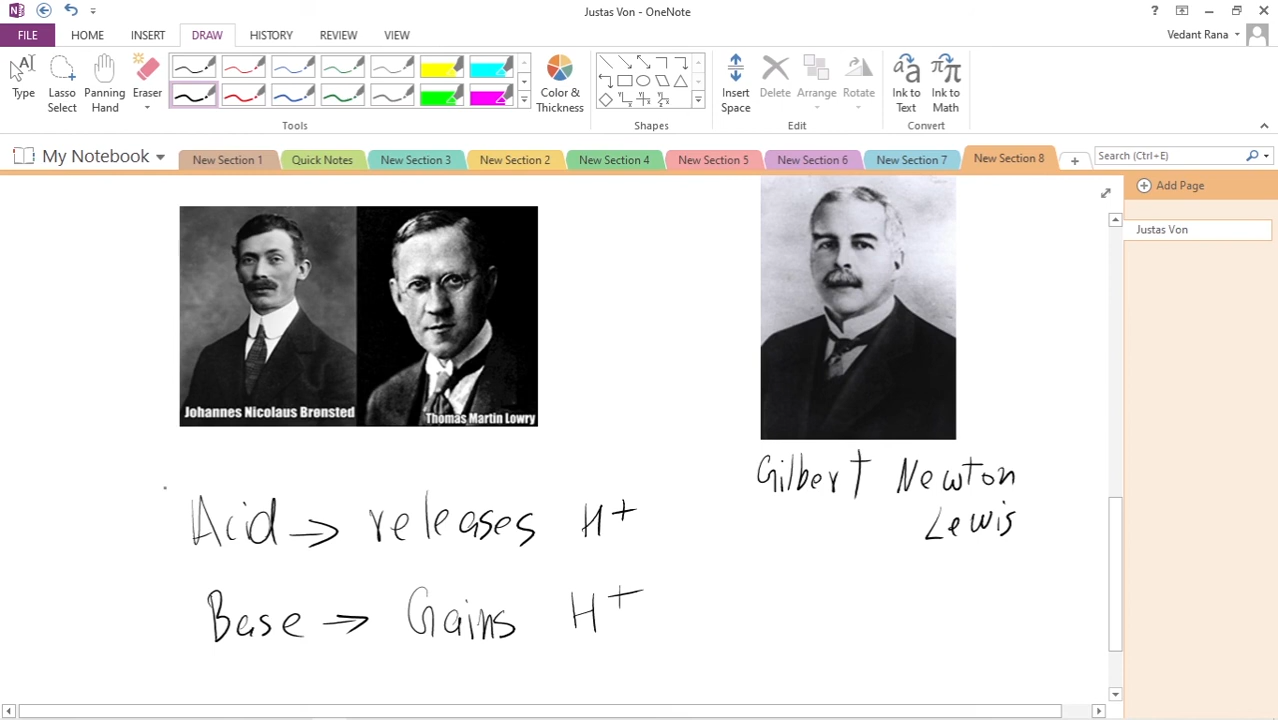 Justas Von - OneNote
FILE HOME INSERT DRAW HISTORY REVIEW VIEW
Vedant Rana
Type
Lasso Select
Panning Hand
Eraser
Color & Thickness
Insert Space
Delete
Arrange
Rotate
Ink to Text
Ink to Math
Tools Shapes Edit Convert
My Notebook New Section 1 Quick Notes New Section 3 New Section 2 New Section 4 New Section 5 New Section 6 New Section 7 New Section 8 Search (Ctrl+E)
Add Page
Justas Von
Johannes Nicolaus Brønsted
Thomas Martin Lowry
Gilbert Newton
Lewis
Acid → releases H+
Base → Gains H+